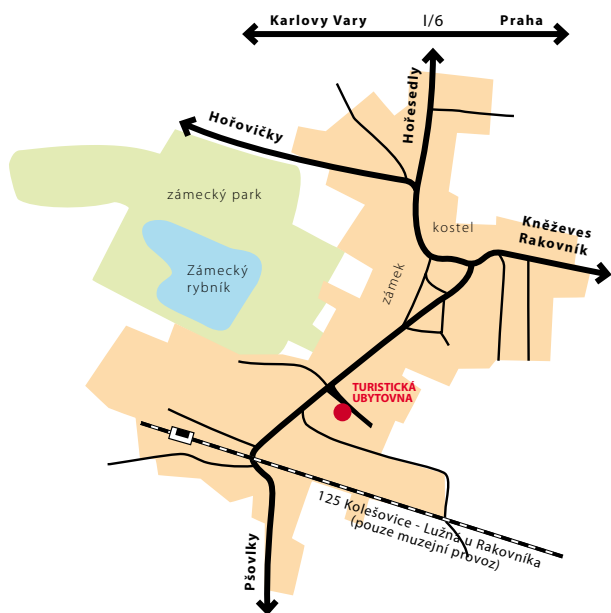 Karlovy Vary I/6 Praha
Hořesedly
Hořovičky
zámecký park
kostel
Kněževes
Rakovník
Zámecký
rybník
zámek
TURISTICKÁ
UBYTOVNA
125 Kolešovice - Lužná u Rakovníka
(pouze muzejní provoz)
Pšovlky